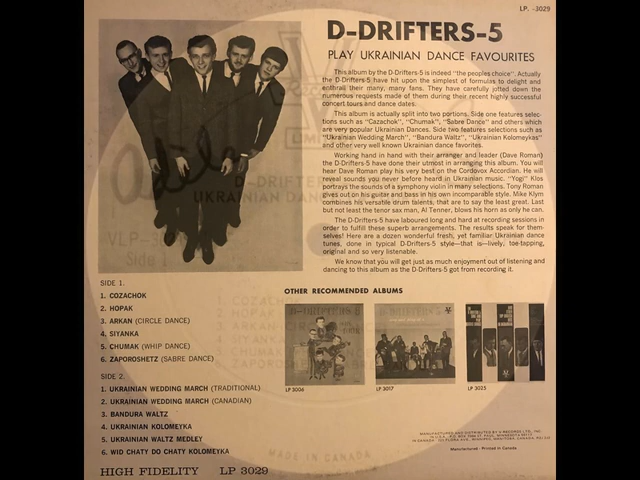 LP. -3029
D-DRIFTERS-5
PLAY UKRAINIAN DANCE FAVOURITES
This album by the D-Drifters-5 is indeed "the peoples choice". Actually
the D-Drifters-5 have hit upon the simplest of formulas to delight and
enthrall their many, many fans. They have carefully jotted down the
numerous requests made of them during their recent highly successful
concert tours and dance dates.
This album is actually split into two portions. Side one features selec-
tions such as "Cazachok", "Chumak", "Sabre Dance" and others which
are very popular Ukrainian Dances. Side two features selections such as
"Ukrainian Wedding March", "Bandura Waltz", "Ukrainian Kolomeykas"
and other very well known Ukrainian dance favorites.
Working hand in hand with their arranger and leader (Dave Roman)
the D-Drifters-5 have done their utmost in arranging this album. You will
hear Dave Roman play his very best on the Cordovox Accordian. He will
reveal sounds you never before heard in Ukrainian music. "Yogi" Klos
portrays the sounds of a symphony violin in many selections. Tony Roman
gives out on his guitar and bass in his own incomparable style. Mike Klym
combines his versatile drum talents, that are to say the least great. Last
but not least the tenor sax man, Al Tenner, blows his horn as only he can.
The D-Drifters-5 have laboured long and hard at recording sessions in
order to fulfill these superb arrangements. The results speak for them-
selves! Here are a dozen wonderful fresh, yet familiar Ukrainian dance
tunes, done in typical D-Drifters-5 style—that is—lively, toe-tapping,
original and so very listenable.
We know that you will get just as much enjoyment out of listening and
dancing to this album as the D-Drifters-5 got from recording it.
SIDE 1.
1. COZACHOK
2. HOPAK
3. ARKAN (CIRCLE DANCE)
4. SIYANKA
5. CHUMAK (WHIP DANCE)
6. ZAPOROSHETZ (SABRE DANCE)
SIDE 2.
1. UKRAINIAN WEDDING MARCH (TRADITIONAL)
2. UKRAINIAN WEDDING MARCH (CANADIAN)
3. BANDURA WALTZ
4. UKRAINIAN KOLOMEYKA
5. UKRAINIAN WALTZ MEDLEY
6. WID CHATY DO CHATY KOLOMEYKA
HIGH FIDELITY LP 3029
OTHER RECOMMENDED ALBUMS
D-DRIFTERS-5
LP 3006
LP 3017
LP 3025
MANUFACTURED AND DISTRIBUTED BY V RECORDS LTD., INC.
Manufactured - Printed in Canada
MADE IN CANADA